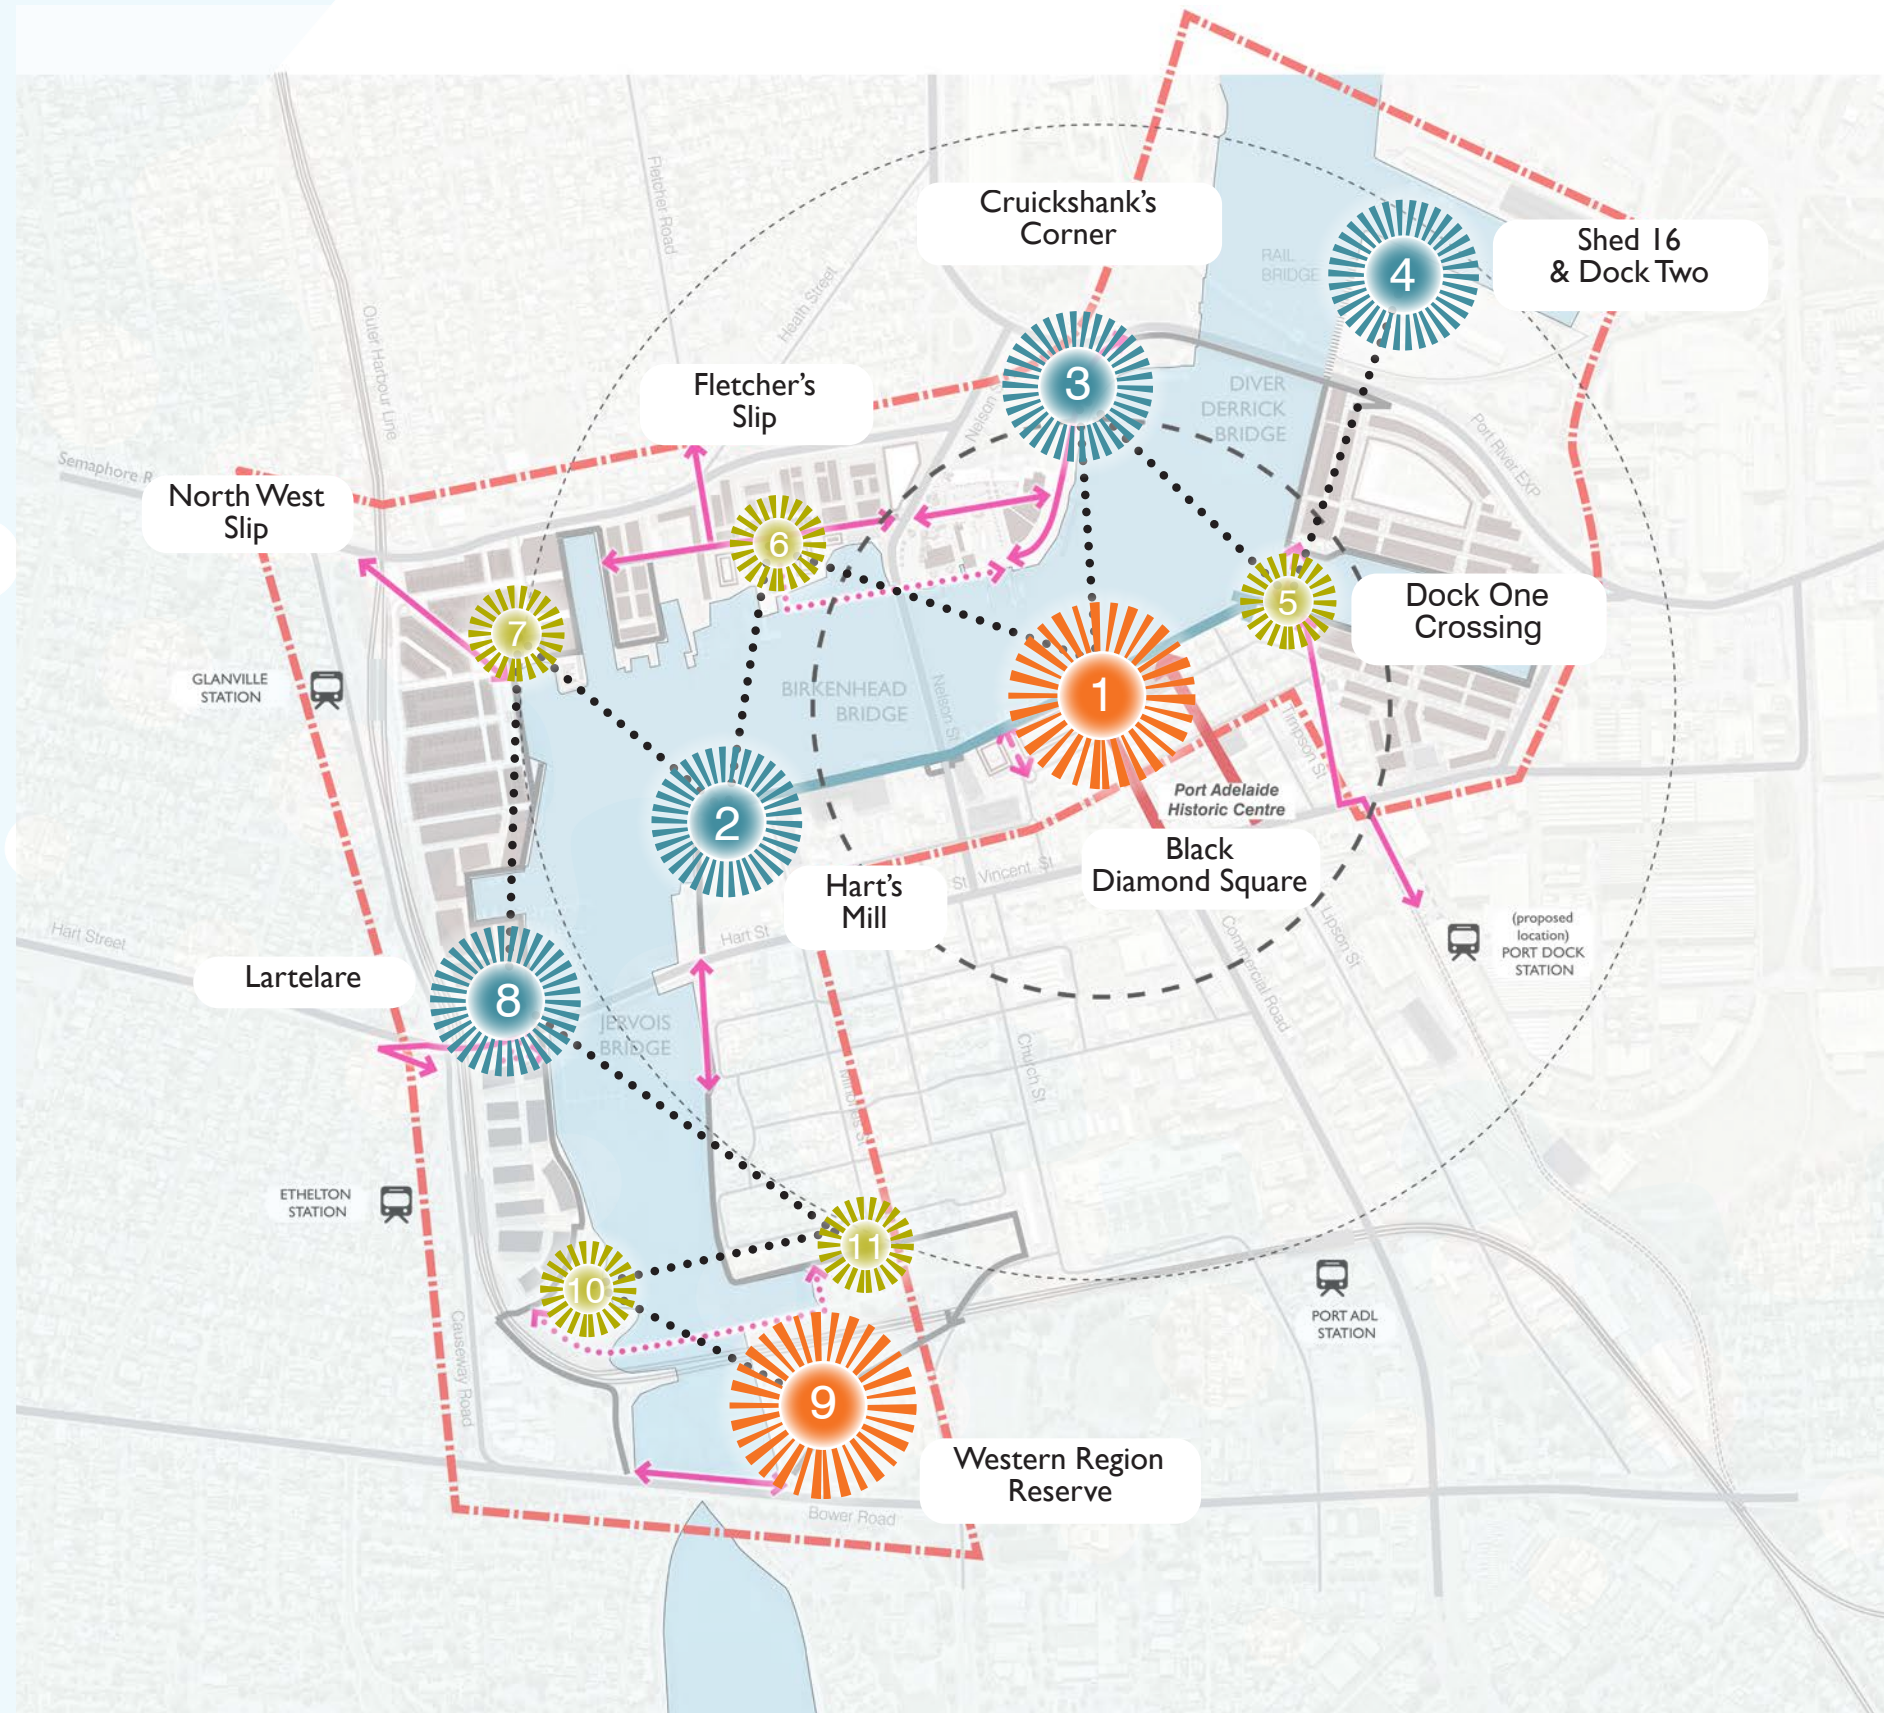 Cruickshank's
Corner
4
Shed 16
& Dock Two
RAIL
BRIDGE
Fletcher Road
Heath Street
Outer Harbour Line
3
Fletcher's
Slip
DIVER
DERRICK
BRIDGE
Nelson
Port River EXP
Semaphore R
North West
Slip
6
5
Dock One
Crossing
7
GLANVILLE
STATION
BIRKENHEAD
BRIDGE
Nelson St
1
Timpson St
Port Adelaide
Historic Centre
2
Black
Diamond Square
St Vincent St
Hart's
Mill
Hart Street
Hart St
Commercial Road
Lipson St
(proposed
location)
PORT DOCK
STATION
Lartelare
8
JERVOIS
BRIDGE
Church St
ETHELTON
STATION
11
10
PORT ADL
STATION
Causeway Road
9
Western Region
Reserve
Bower Road